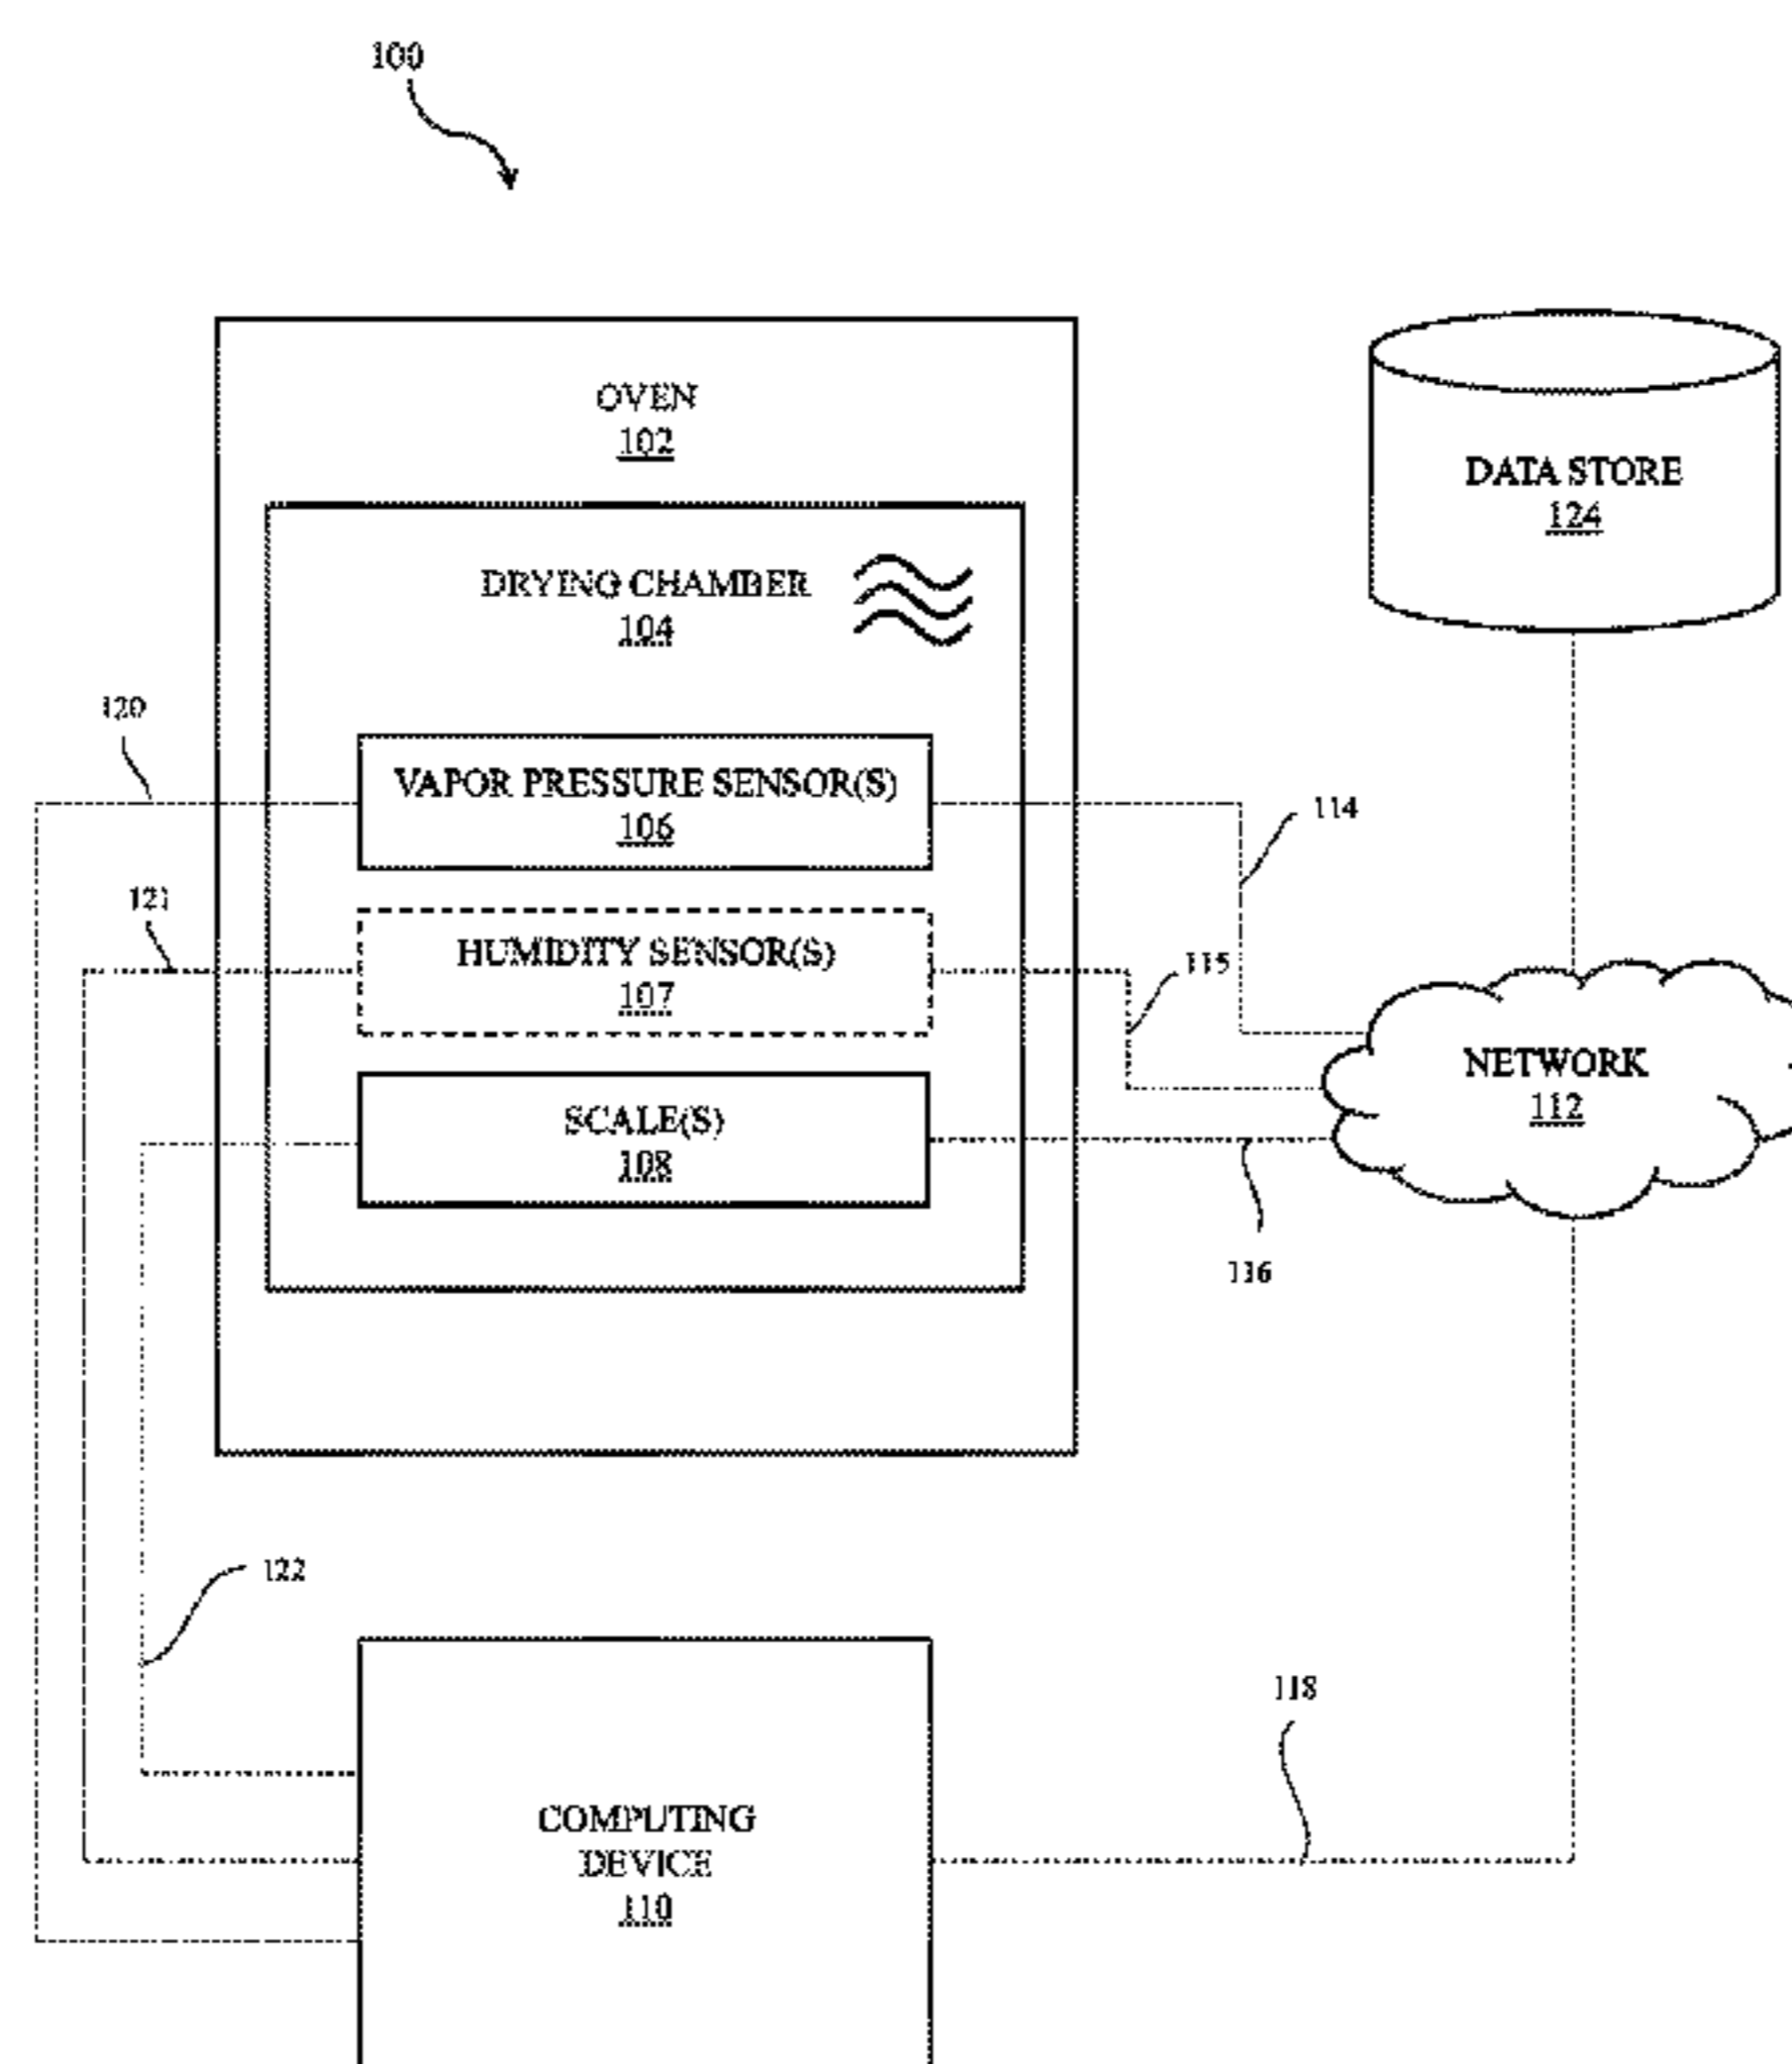 100
OVEN
102
DATA STORE
124
DRYING CHAMBER
104
120
VAPOR PRESSURE SENSOR(S)
106
114
121
HUMIDITY SENSOR(S)
107
115
NETWORK
112
SCALE(S)
108
116
122
118
COMPUTING
DEVICE
110